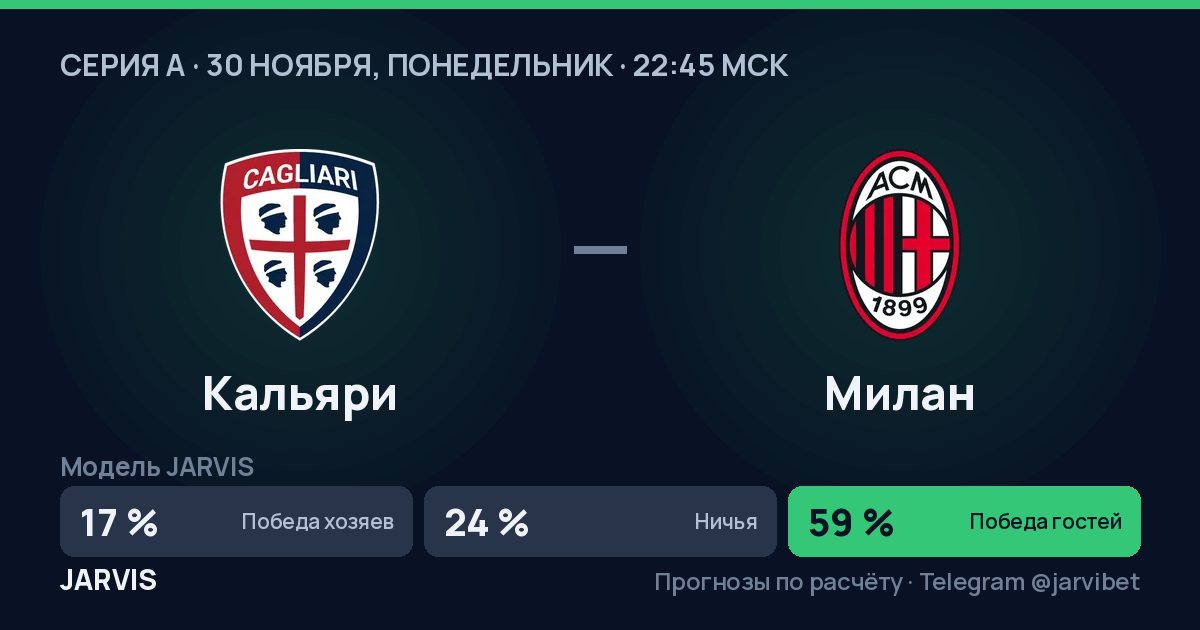 СЕРИЯ А · 30 НОЯБРЯ, ПОНЕДЕЛЬНИК · 22:45 МСК
CAGLIARI
ACM
1899
Кальяри
Милан
Модель JARVIS
17 % Победа хозяев
24 % Ничья
59 % Победа гостей
JARVIS
Прогнозы по расчёту · Telegram @jarvibet